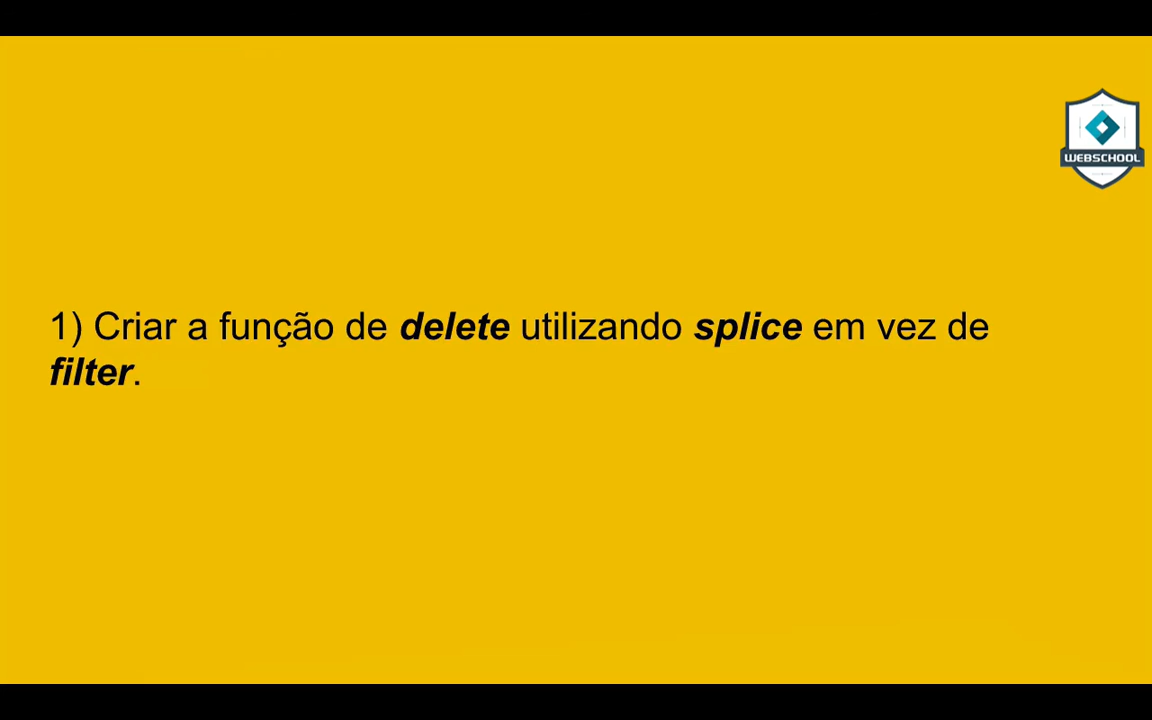 WEBSCHOOL
1) Criar a função de delete utilizando splice em vez de
filter.